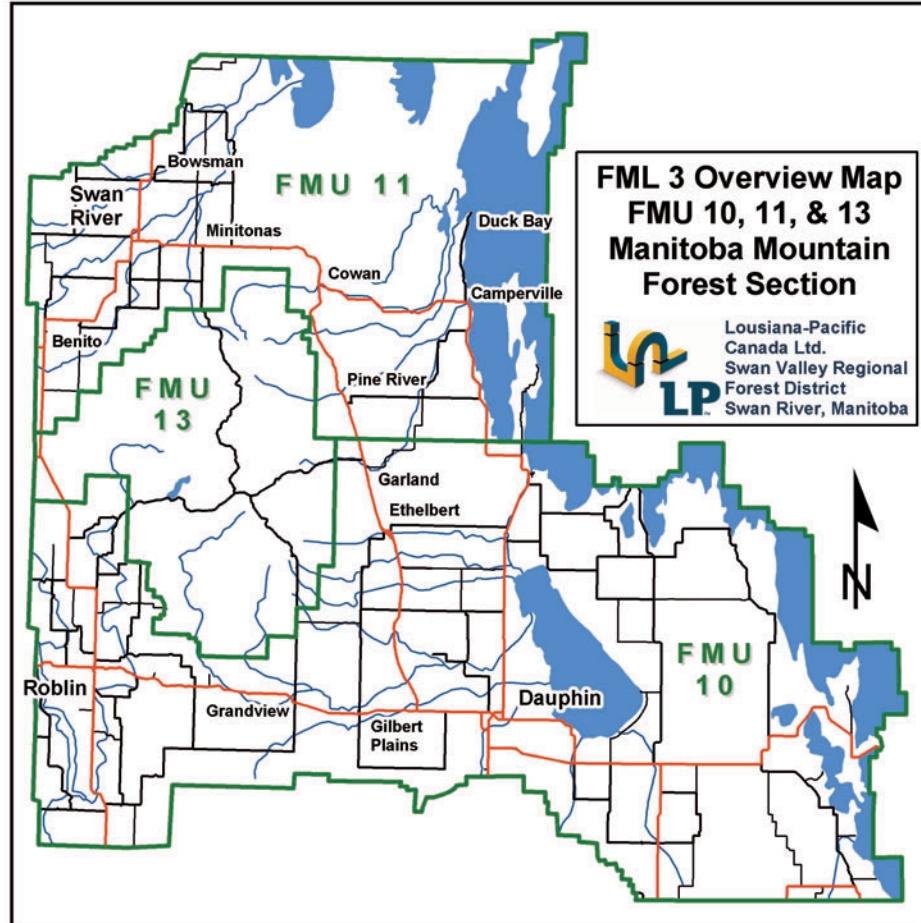 FML 3 Overview Map
FMU 10, 11, & 13
Manitoba Mountain
Forest Section
LP™
Lousiana-Pacific
Canada Ltd.
Swan Valley Regional
Forest District
Swan River, Manitoba
N
Bowsman
FMU 11
Swan
River
Minitonas
Duck Bay
Cowan
Camperville
Benito
FMU
13
Pine River
Garland
Ethelbert
FMU
10
Roblin
Grandview
Dauphin
Gilbert
Plains